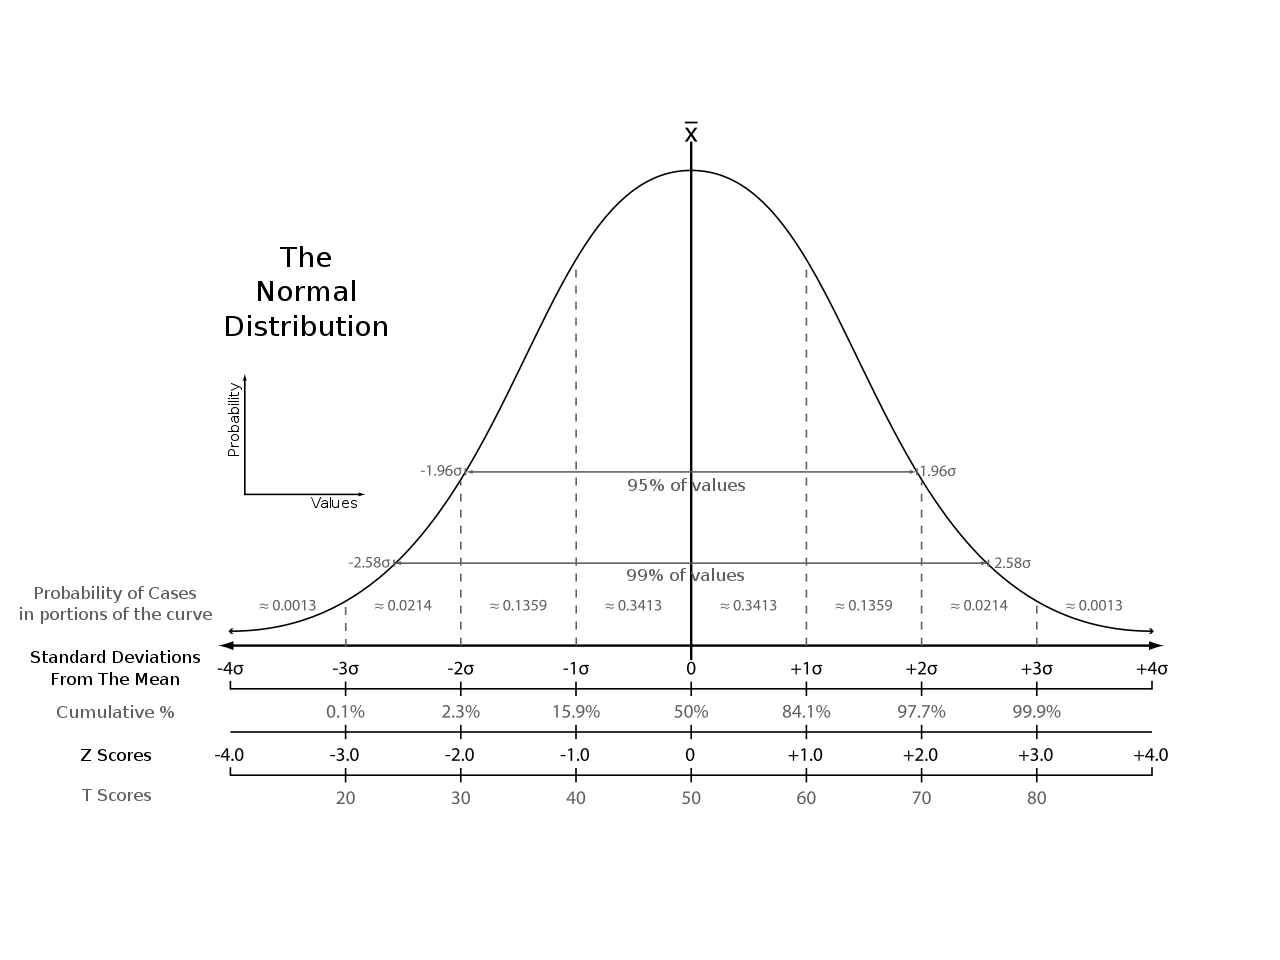 x̅
The
Normal
Distribution
Probability
Values
-1.96σ 1.96σ
95% of values
-2.58σ 2.58σ
99% of values
Probability of Cases
in portions of the curve
≈ 0.0013 ≈ 0.0214 ≈ 0.1359 ≈ 0.3413 ≈ 0.3413 ≈ 0.1359 ≈ 0.0214 ≈ 0.0013
Standard Deviations
From The Mean
-4σ -3σ -2σ -1σ 0 +1σ +2σ +3σ +4σ
Cumulative % 0.1% 2.3% 15.9% 50% 84.1% 97.7% 99.9%
Z Scores -4.0 -3.0 -2.0 -1.0 0 +1.0 +2.0 +3.0 +4.0
T Scores 20 30 40 50 60 70 80